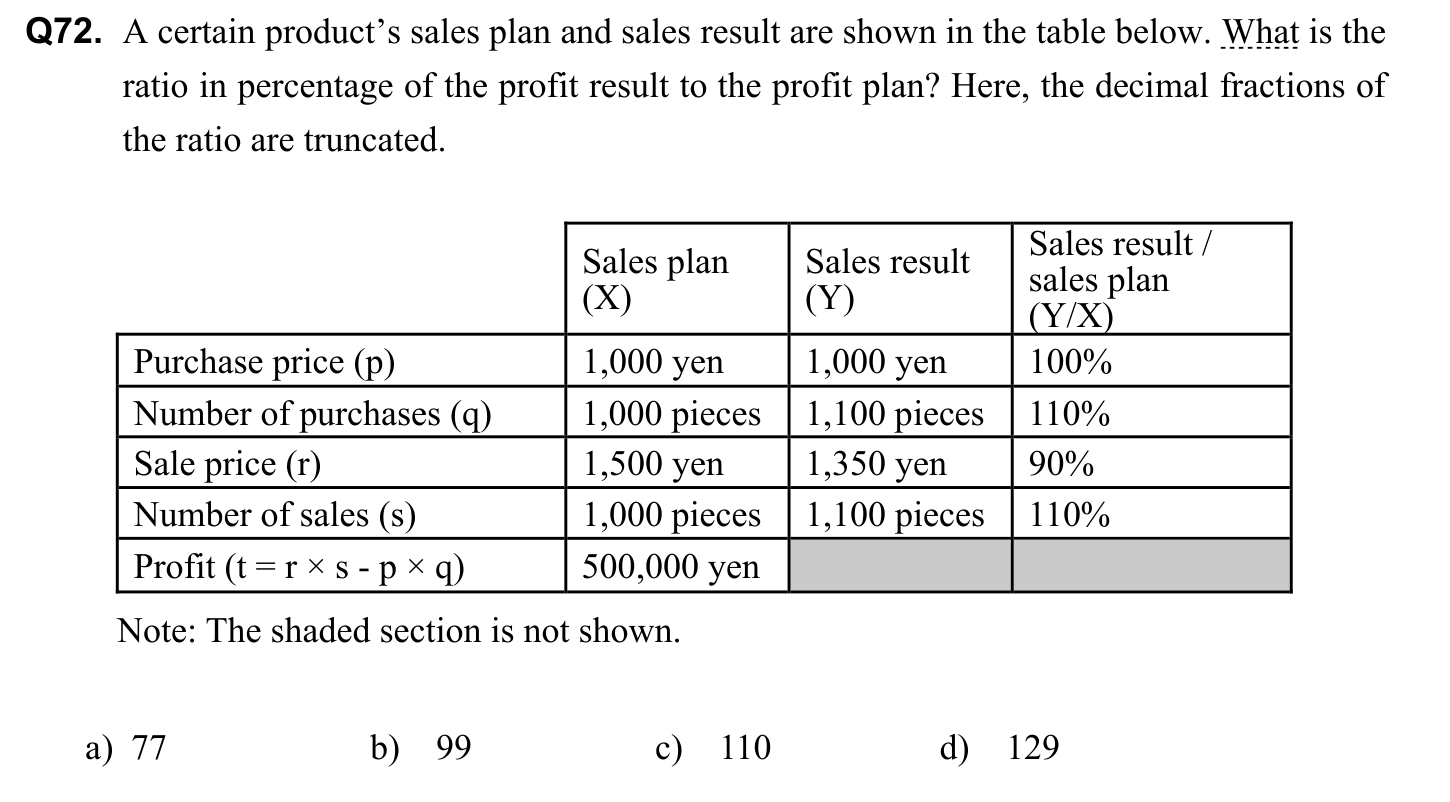 Q72. A certain product’s sales plan and sales result are shown in the table below. What is the
ratio in percentage of the profit result to the profit plan? Here, the decimal fractions of
the ratio are truncated.
Sales plan (X) Sales result (Y) Sales result / sales plan (Y/X)
Purchase price (p) 1,000 yen 1,000 yen 100%
Number of purchases (q) 1,000 pieces 1,100 pieces 110%
Sale price (r) 1,500 yen 1,350 yen 90%
Number of sales (s) 1,000 pieces 1,100 pieces 110%
Profit (t = r × s - p × q) 500,000 yen
Note: The shaded section is not shown.
a) 77 b) 99 c) 110 d) 129